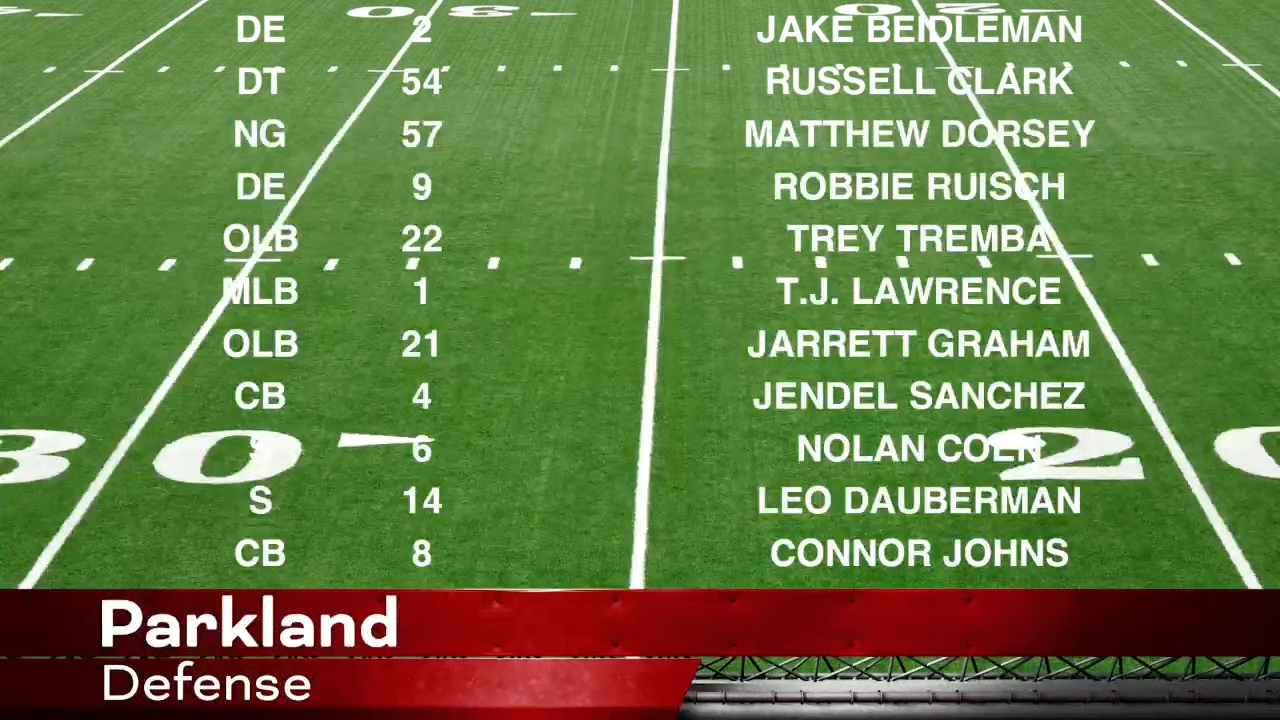 DE 2 JAKE BEIDLEMAN
DT 54 RUSSELL CLARK
NG 57 MATTHEW DORSEY
DE 9 ROBBIE RUISCH
OLB 22 TREY TREMBA
MLB 1 T.J. LAWRENCE
OLB 21 JARRETT GRAHAM
CB 4 JENDEL SANCHEZ
S 6 NOLAN COEN
S 14 LEO DAUBERMAN
CB 8 CONNOR JOHNS
30 20
Parkland
Defense